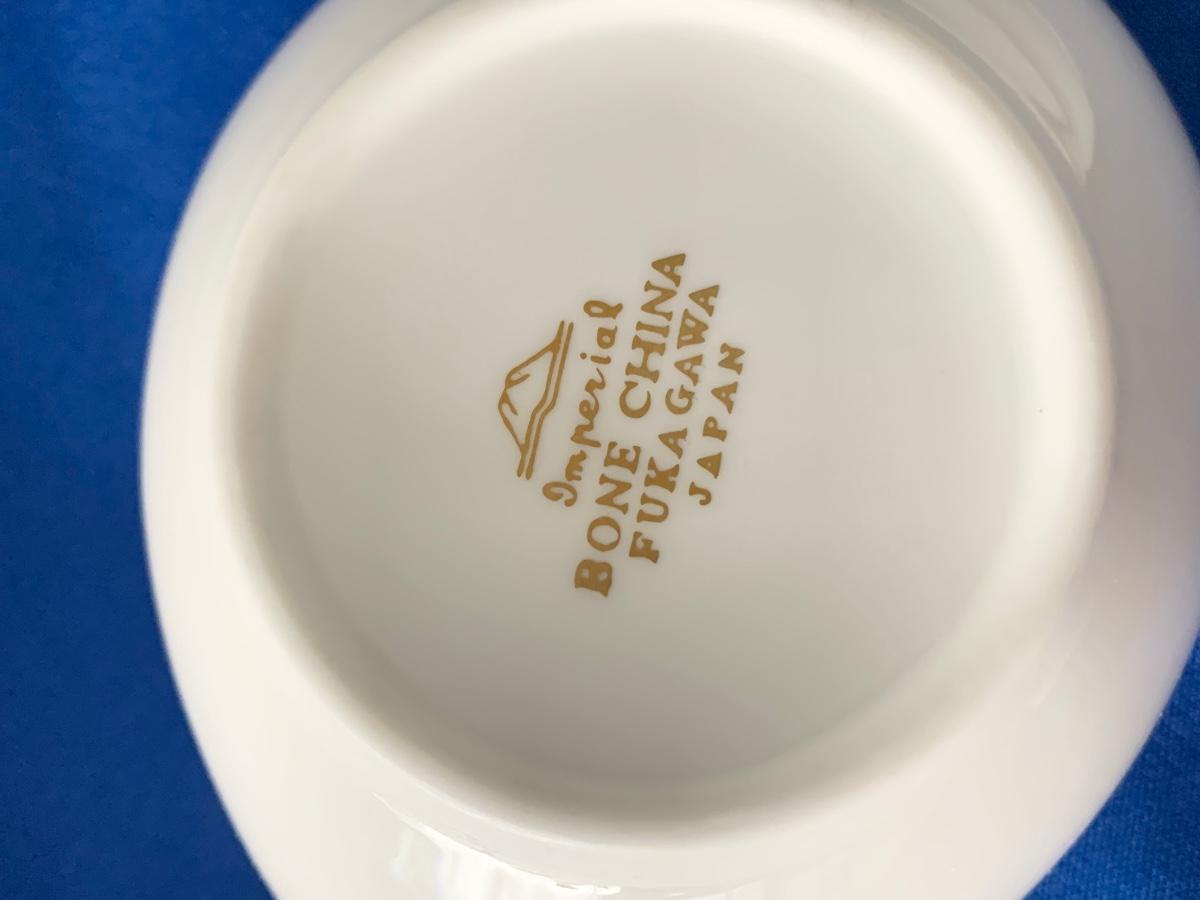 Imperial
BONE CHINA
FUKAGAWA
JAPAN